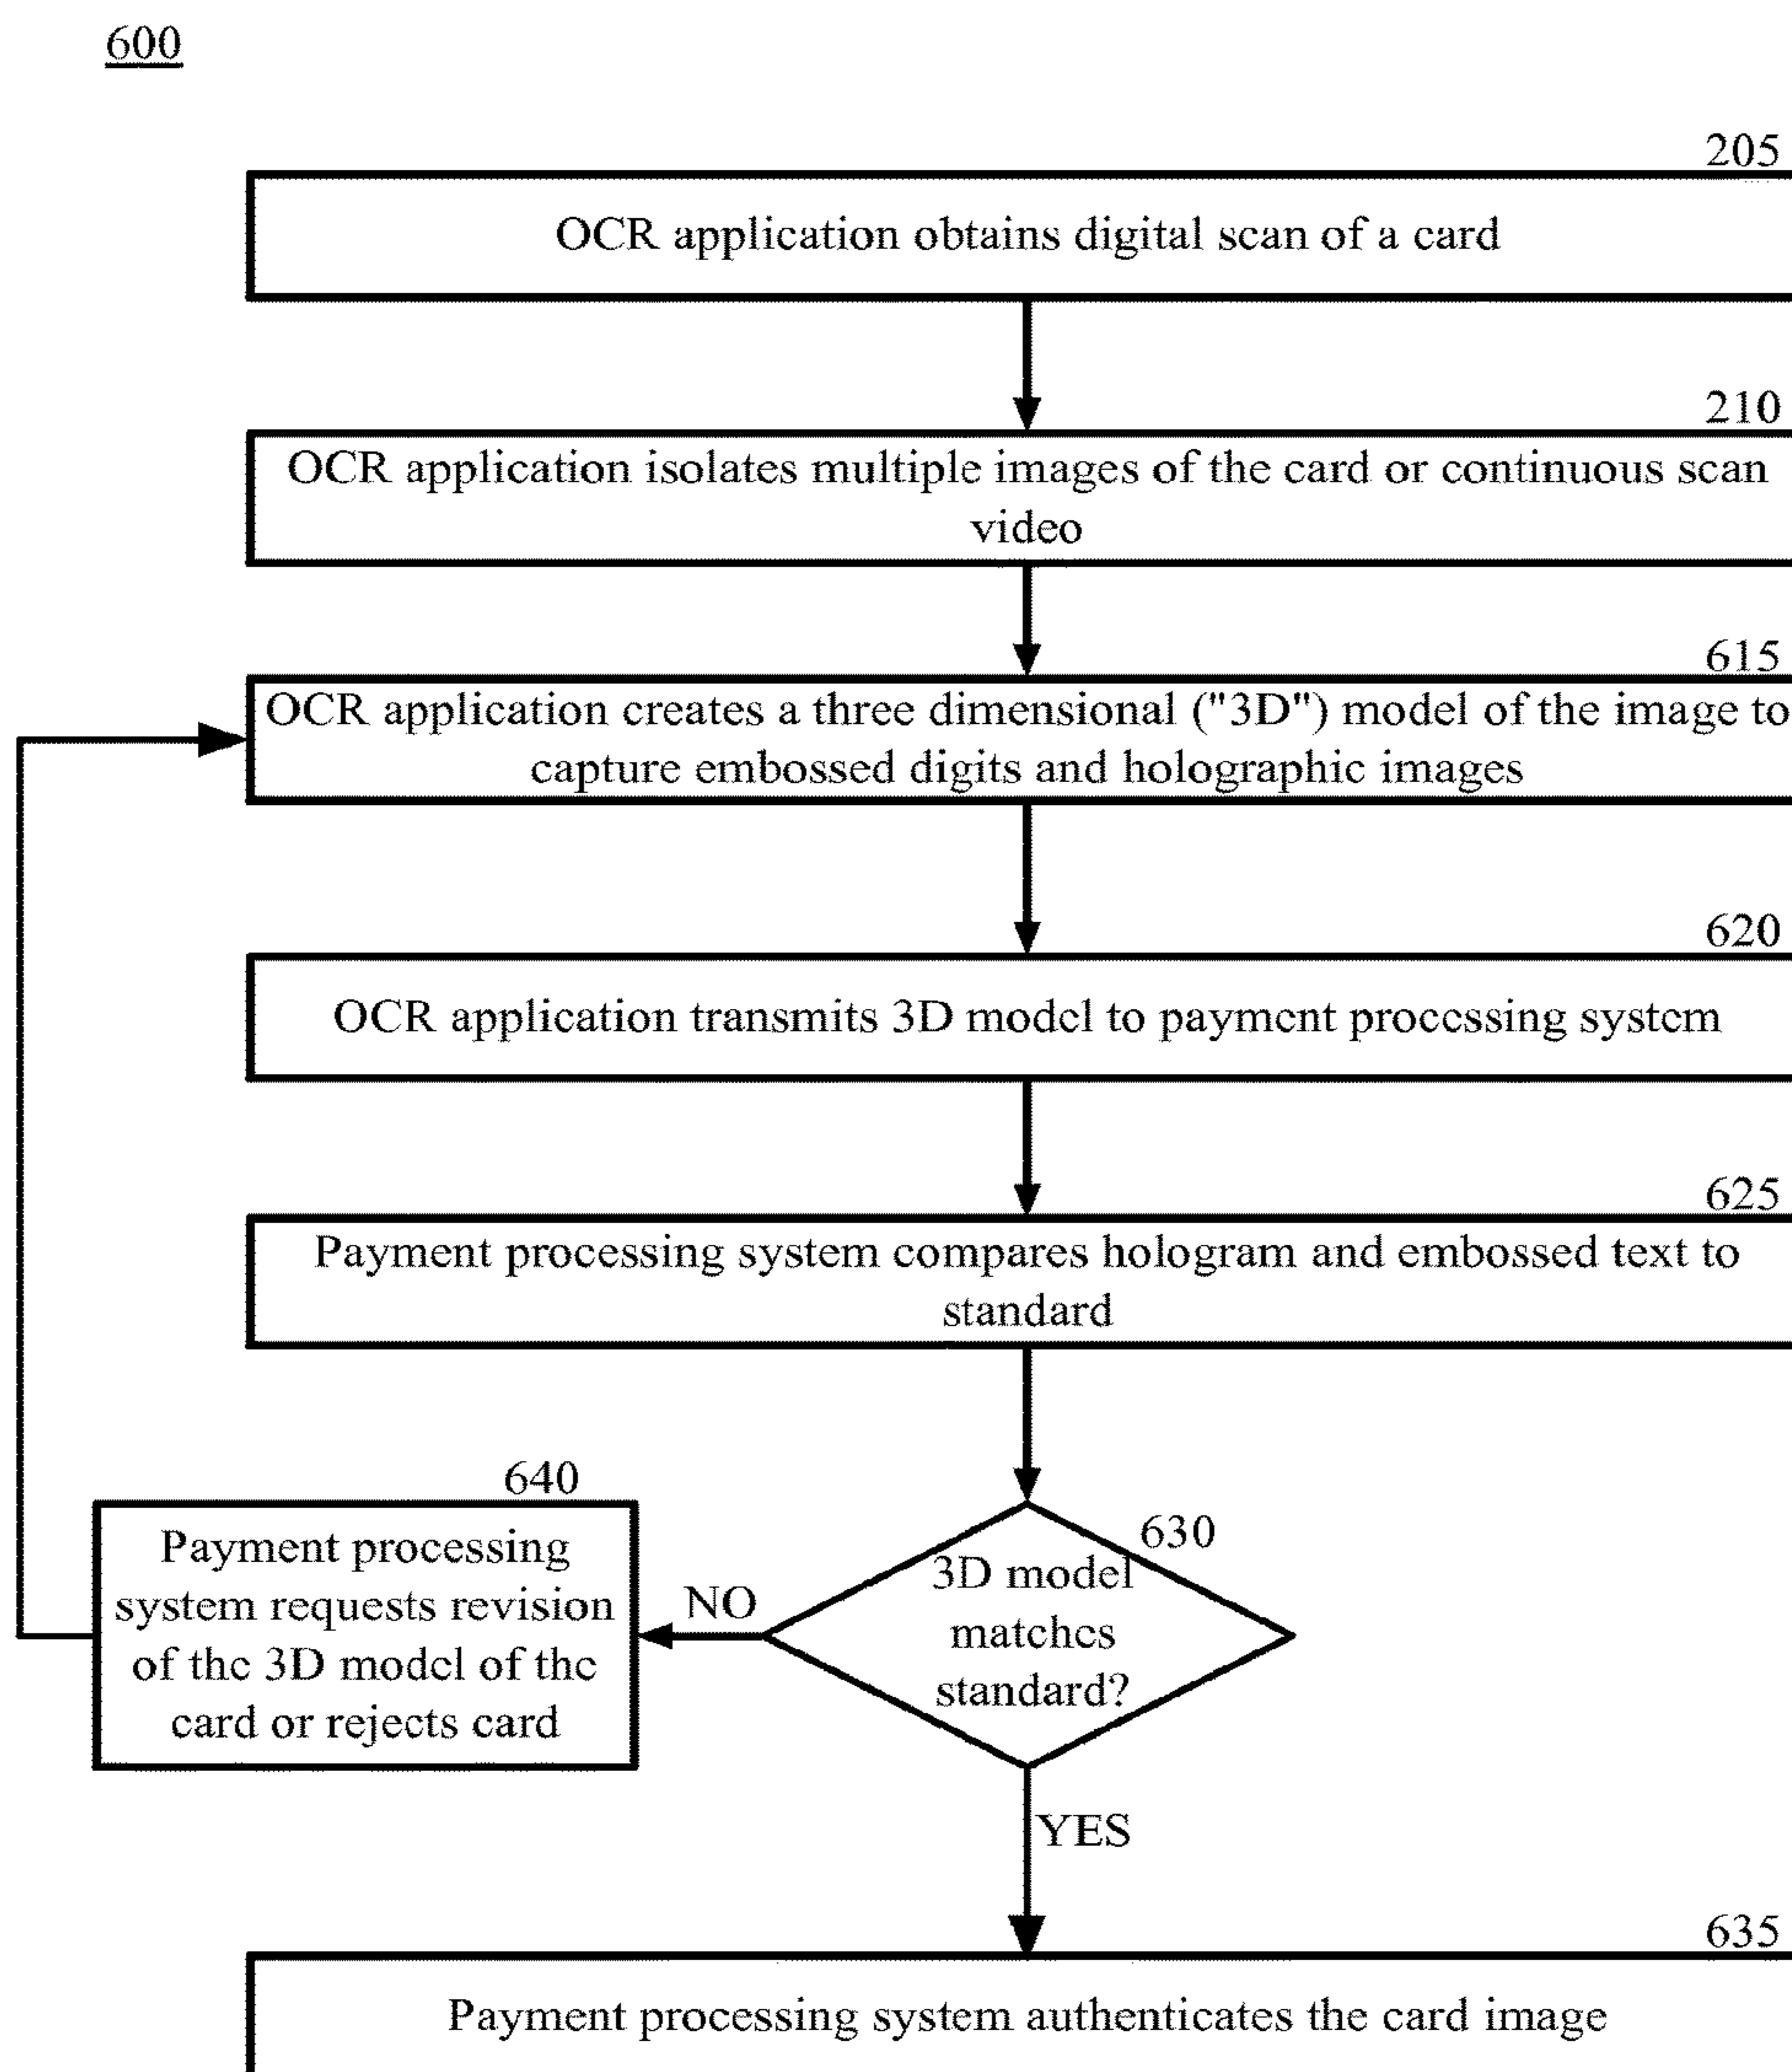 600
205
OCR application obtains digital scan of a card
210
OCR application isolates multiple images of the card or continuous scan
video
615
OCR application creates a three dimensional ("3D") model of the image to
capture embossed digits and holographic images
620
OCR application transmits 3D model to payment processing system
625
Payment processing system compares hologram and embossed text to
standard
640
Payment processing
system requests revision
of the 3D model of the
card or rejects card
NO
630
3D model
matches
standard?
YES
635
Payment processing system authenticates the card image